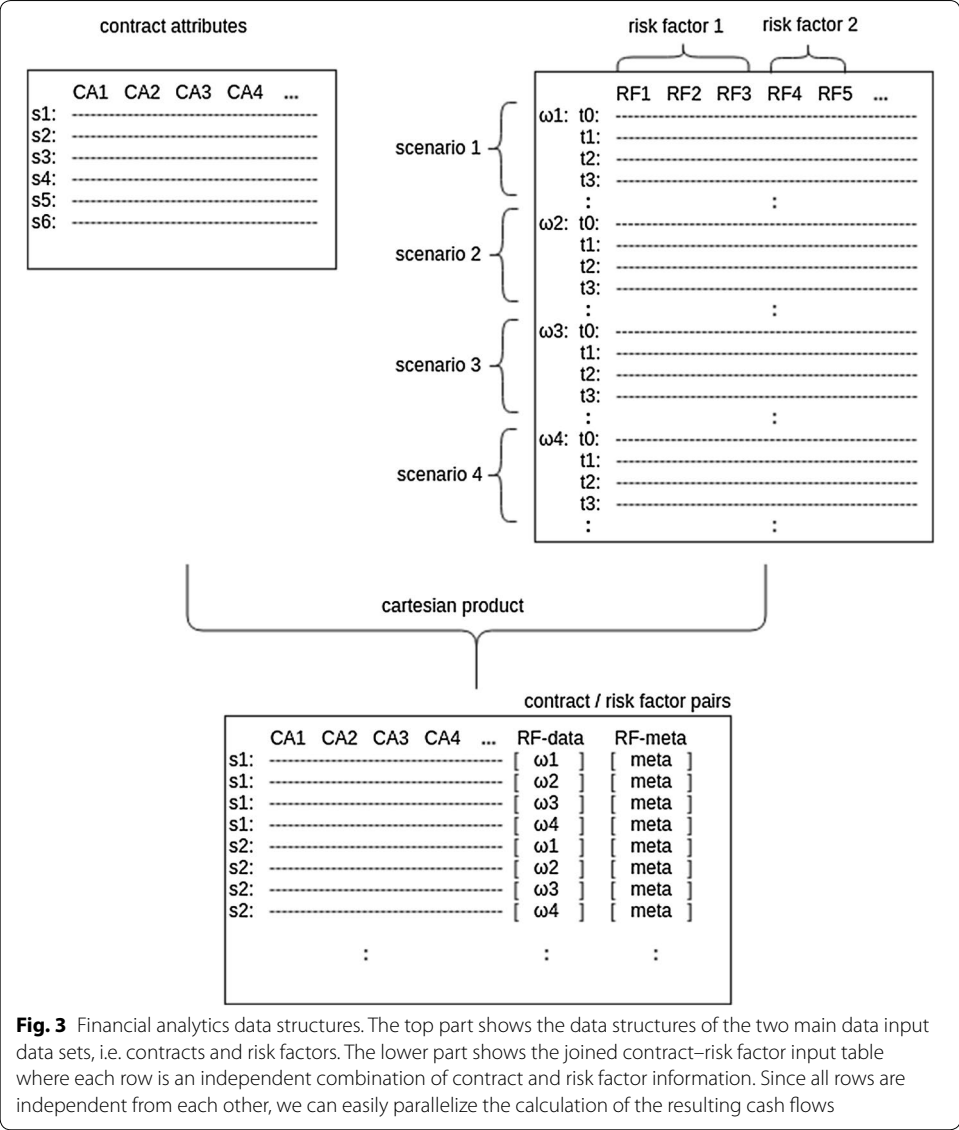 contract attributes
CA1 CA2 CA3 CA4 ...
s1:
s2:
s3:
s4:
s5:
s6:
risk factor 1 risk factor 2
RF1 RF2 RF3 RF4 RF5 ...
scenario 1
ω1: t0:
t1:
t2:
t3:
: :
scenario 2
ω2: t0:
t1:
t2:
t3:
: :
scenario 3
ω3: t0:
t1:
t2:
t3:
: :
scenario 4
ω4: t0:
t1:
t2:
t3:
: :
cartesian product
contract / risk factor pairs
CA1 CA2 CA3 CA4 ... RF-data RF-meta
s1: [ ω1 ] [ meta ]
s1: [ ω2 ] [ meta ]
s1: [ ω3 ] [ meta ]
s1: [ ω4 ] [ meta ]
s2: [ ω1 ] [ meta ]
s2: [ ω2 ] [ meta ]
s2: [ ω3 ] [ meta ]
s2: [ ω4 ] [ meta ]
: : :
Fig. 3 Financial analytics data structures. The top part shows the data structures of the two main data input
data sets, i.e. contracts and risk factors. The lower part shows the joined contract–risk factor input table
where each row is an independent combination of contract and risk factor information. Since all rows are
independent from each other, we can easily parallelize the calculation of the resulting cash flows